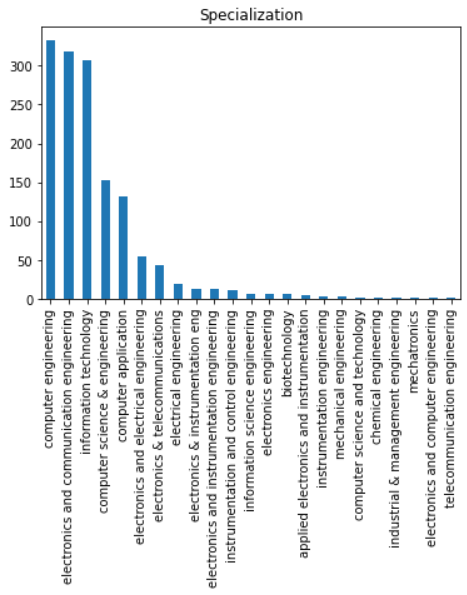 Specialization
300
250
200
150
100
50
0
computer engineering
electronics and communication engineering
information technology
computer science & engineering
computer application
electronics and electrical engineering
electronics & telecommunications
electrical engineering
electronics & instrumentation eng
electronics and instrumentation engineering
instrumentation and control engineering
information science engineering
electronics engineering
biotechnology
applied electronics and instrumentation
instrumentation engineering
mechanical engineering
computer science and technology
chemical engineering
industrial & management engineering
mechatronics
electronics and computer engineering
telecommunication engineering